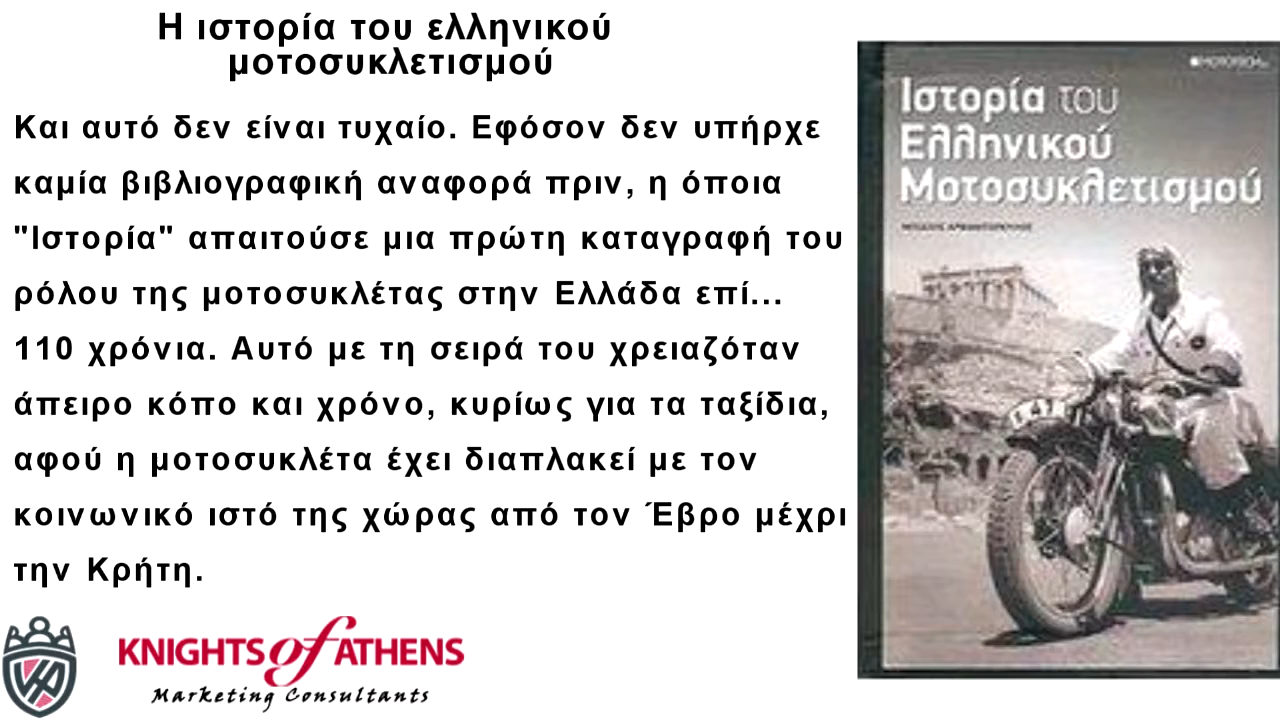 Η ιστορία του ελληνικού
μοτοσυκλετισμού
Και αυτό δεν είναι τυχαίο. Εφόσον δεν υπήρχε
καμία βιβλιογραφική αναφορά πριν, η όποια
"Ιστορία" απαιτούσε μια πρώτη καταγραφή του
ρόλου της μοτοσυκλέτας στην Ελλάδα επί...
110 χρόνια. Αυτό με τη σειρά του χρειαζόταν
άπειρο κόπο και χρόνο, κυρίως για τα ταξίδια,
αφού η μοτοσυκλέτα έχει διαπλακεί με τον
κοινωνικό ιστό της χώρας από τον Έβρο μέχρι
την Κρήτη.
Ιστορία του
Ελληνικού
Μοτοσυκλετισμού
KNIGHTS of ATHENS
Marketing Consultants